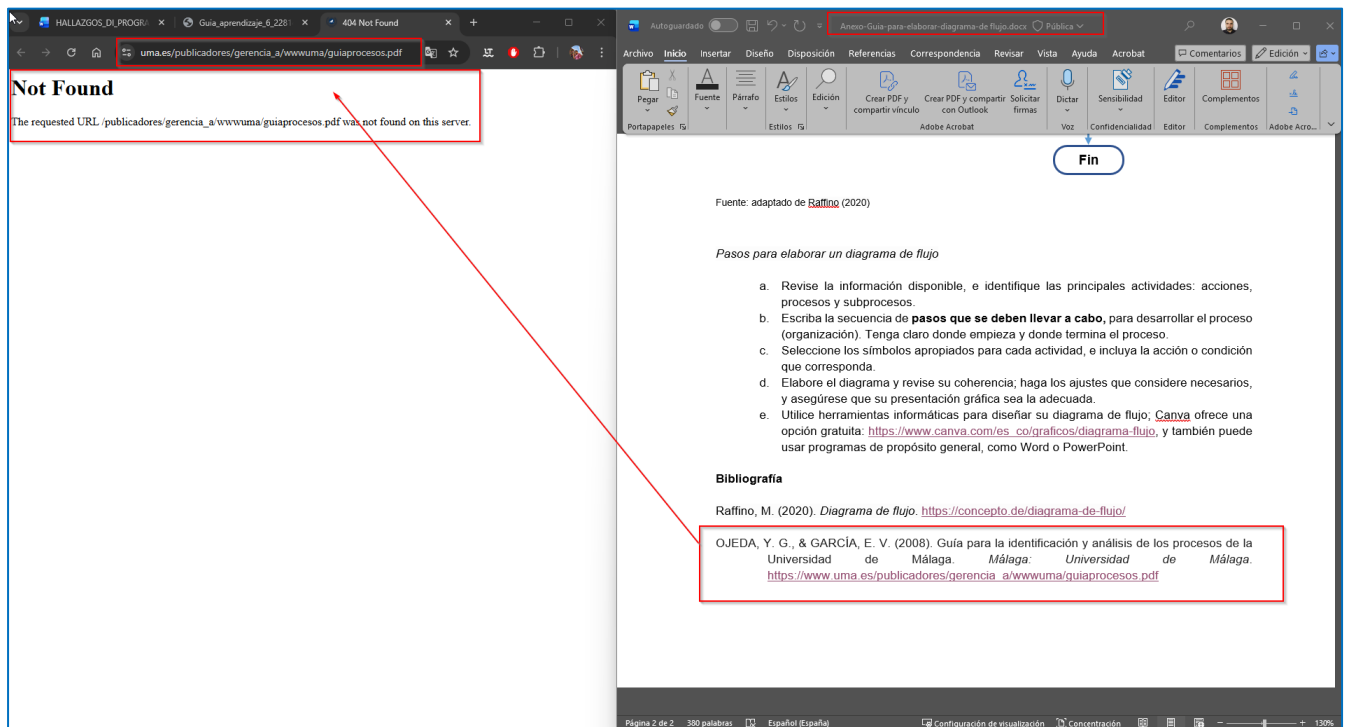 HALLAZGOS_DI_PROGRA
Guia_aprendizaje_6_2281
404 Not Found
uma.es/publicadores/gerencia_a/wwwuma/guiaprocesos.pdf
Not Found
The requested URL /publicadores/gerencia_a/wwwuma/guiaprocesos.pdf was not found on this server.
Autoguardado
Anexo-Guia-para-elaborar-diagrama-de flujo.docx
Pública
Archivo Inicio Insertar Diseño Disposición Referencias Correspondencia Revisar Vista Ayuda Acrobat
Comentarios
Edición
Pegar
Fuente
Párrafo
Estilos
Edición
Crear PDF y compartir vínculo
Crear PDF y compartir con Outlook
Solicitar firmas
Dictar
Sensibilidad
Editor
Complementos
Portapapeles
Estilos
Adobe Acrobat
Voz
Confidencialidad
Editor
Complementos
Adobe Acro...
Fin
Fuente: adaptado de Raffino (2020)
Pasos para elaborar un diagrama de flujo
a. Revise la información disponible, e identifique las principales actividades: acciones,
procesos y subprocesos.
b. Escriba la secuencia de pasos que se deben llevar a cabo, para desarrollar el proceso
(organización). Tenga claro donde empieza y donde termina el proceso.
c. Seleccione los símbolos apropiados para cada actividad, e incluya la acción o condición
que corresponda.
d. Elabore el diagrama y revise su coherencia; haga los ajustes que considere necesarios,
y asegúrese que su presentación gráfica sea la adecuada.
e. Utilice herramientas informáticas para diseñar su diagrama de flujo; Canva ofrece una
opción gratuita: https://www.canva.com/es_co/graficos/diagrama-flujo, y también puede
usar programas de propósito general, como Word o PowerPoint.
Bibliografía
Raffino, M. (2020). Diagrama de flujo. https://concepto.de/diagrama-de-flujo/
OJEDA, Y. G., & GARCÍA, E. V. (2008). Guía para la identificación y análisis de los procesos de la
Universidad de Málaga. Málaga: Universidad de Málaga.
https://www.uma.es/publicadores/gerencia_a/wwwuma/guiaprocesos.pdf
Página 2 de 2
380 palabras
Español (España)
Configuración de visualización
Concentración
130%